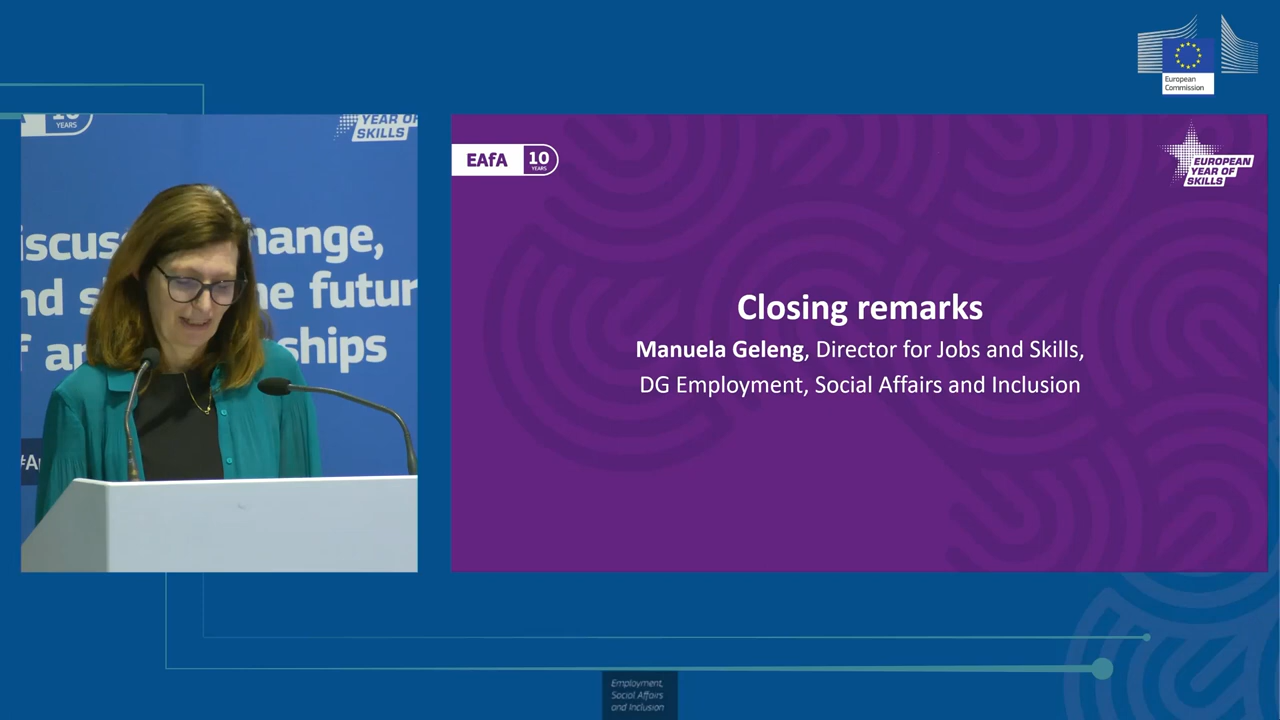 European
Commission
YEARS
YEAR OF
SKILLS
EAfA 10
YEARS
EUROPEAN
YEAR OF
SKILLS
hange,
futur
ships
Closing remarks
Manuela Geleng, Director for Jobs and Skills,
DG Employment, Social Affairs and Inclusion
Employment,
Social Affairs
and Inclusion